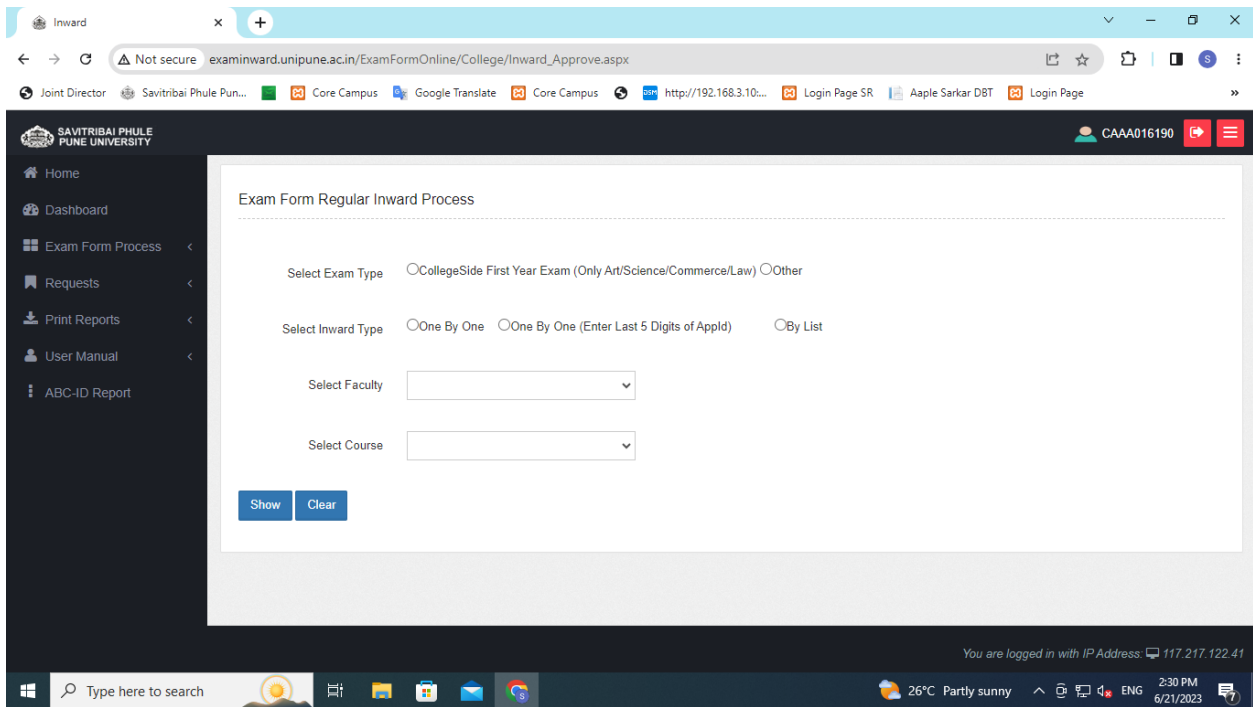 Inward
Not secure examinward.unipune.ac.in/ExamFormOnline/College/Inward_Approve.aspx
S
Joint Director Savitribai Phule Pun... Core Campus Google Translate Core Campus DSM http://192.168.3.10:... Login Page SR Aaple Sarkar DBT Login Page »
SAVITRIBAI PHULE
PUNE UNIVERSITY
CAAA016190
Home
Dashboard
Exam Form Process
Requests
Print Reports
User Manual
ABC-ID Report
Exam Form Regular Inward Process
Select Exam Type CollegeSide First Year Exam (Only Art/Science/Commerce/Law) Other
Select Inward Type One By One One By One (Enter Last 5 Digits of AppId) By List
Select Faculty
Select Course
Show Clear
You are logged in with IP Address: 117.217.122.41
Type here to search
26°C Partly sunny ENG
2:30 PM
6/21/2023
7